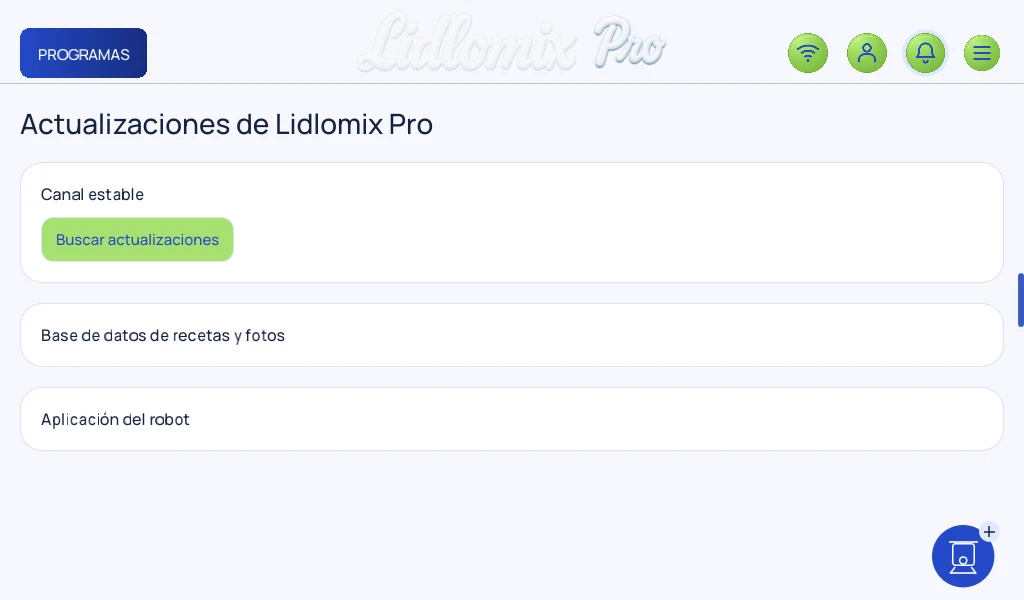 PROGRAMAS
Lidlomix Pro
Actualizaciones de Lidlomix Pro
Canal estable
Buscar actualizaciones
Base de datos de recetas y fotos
Aplicación del robot